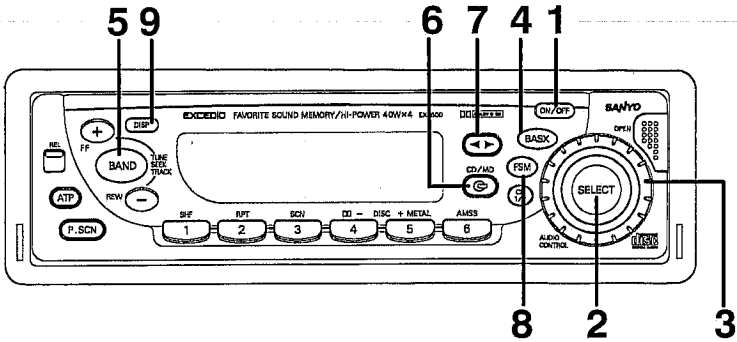 5 9 6 7 4 1
ON/OFF
EXCEDIO FAVORITE SOUND MEMORY/HI-POWER 40W×4
SANYO
DISP
OPEN
+
FF
BASX
REL
BAND
TUNE
SEEK
TRACK
CD/MD
FSM
ATP
REW
−
SELECT
P.SCN
SHF RPT SCN DISC + METAL AMSS
1 2 3 4 5 6
AUDIO
CONTROL
disc
8 2 3